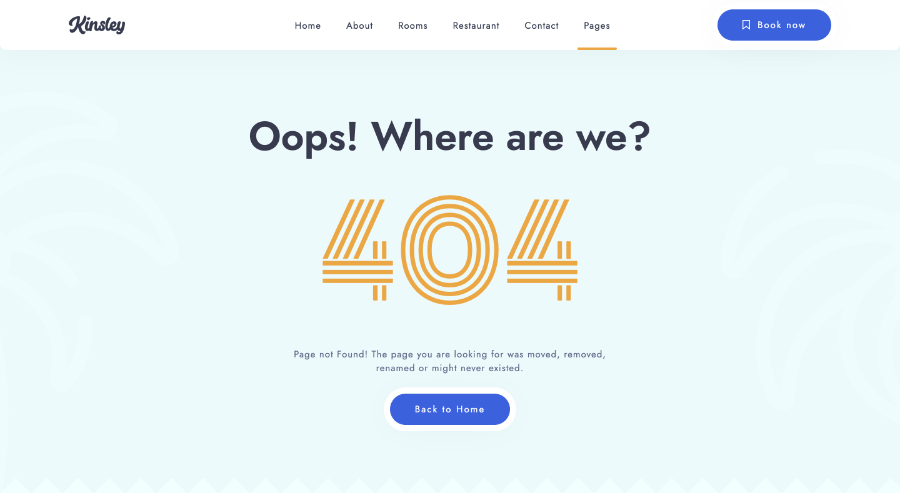 Kinsley
Home About Rooms Restaurant Contact Pages
Book now
Oops! Where are we?
404
Page not Found! The page you are looking for was moved, removed,
renamed or might never existed.
Back to Home